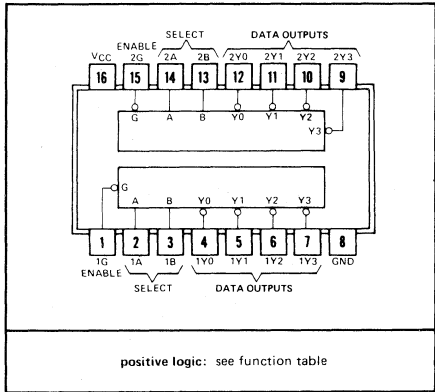 SELECT
ENABLE DATA OUTPUTS
VCC 2G 2A 2B 2Y0 2Y1 2Y2 2Y3
16 15 14 13 12 11 10 9
G A B Y0 Y1 Y2
Y3
G
A B Y0 Y1 Y2 Y3
1 2 3 4 5 6 7 8
1G 1A 1B 1Y0 1Y1 1Y2 1Y3 GND
ENABLE
SELECT DATA OUTPUTS
positive logic: see function table